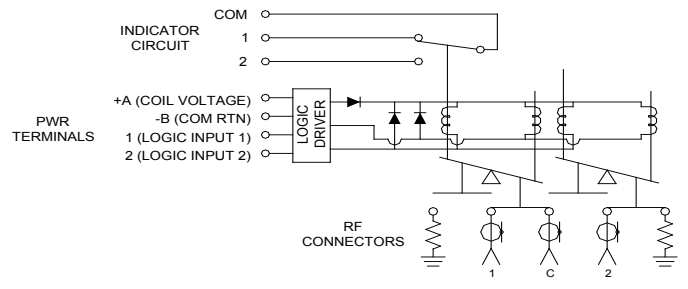 COM
INDICATOR
CIRCUIT
1
2
PWR
TERMINALS
+A (COIL VOLTAGE)
-B (COM RTN)
1 (LOGIC INPUT 1)
2 (LOGIC INPUT 2)
LOGIC
DRIVER
RF
CONNECTORS
1
C
2